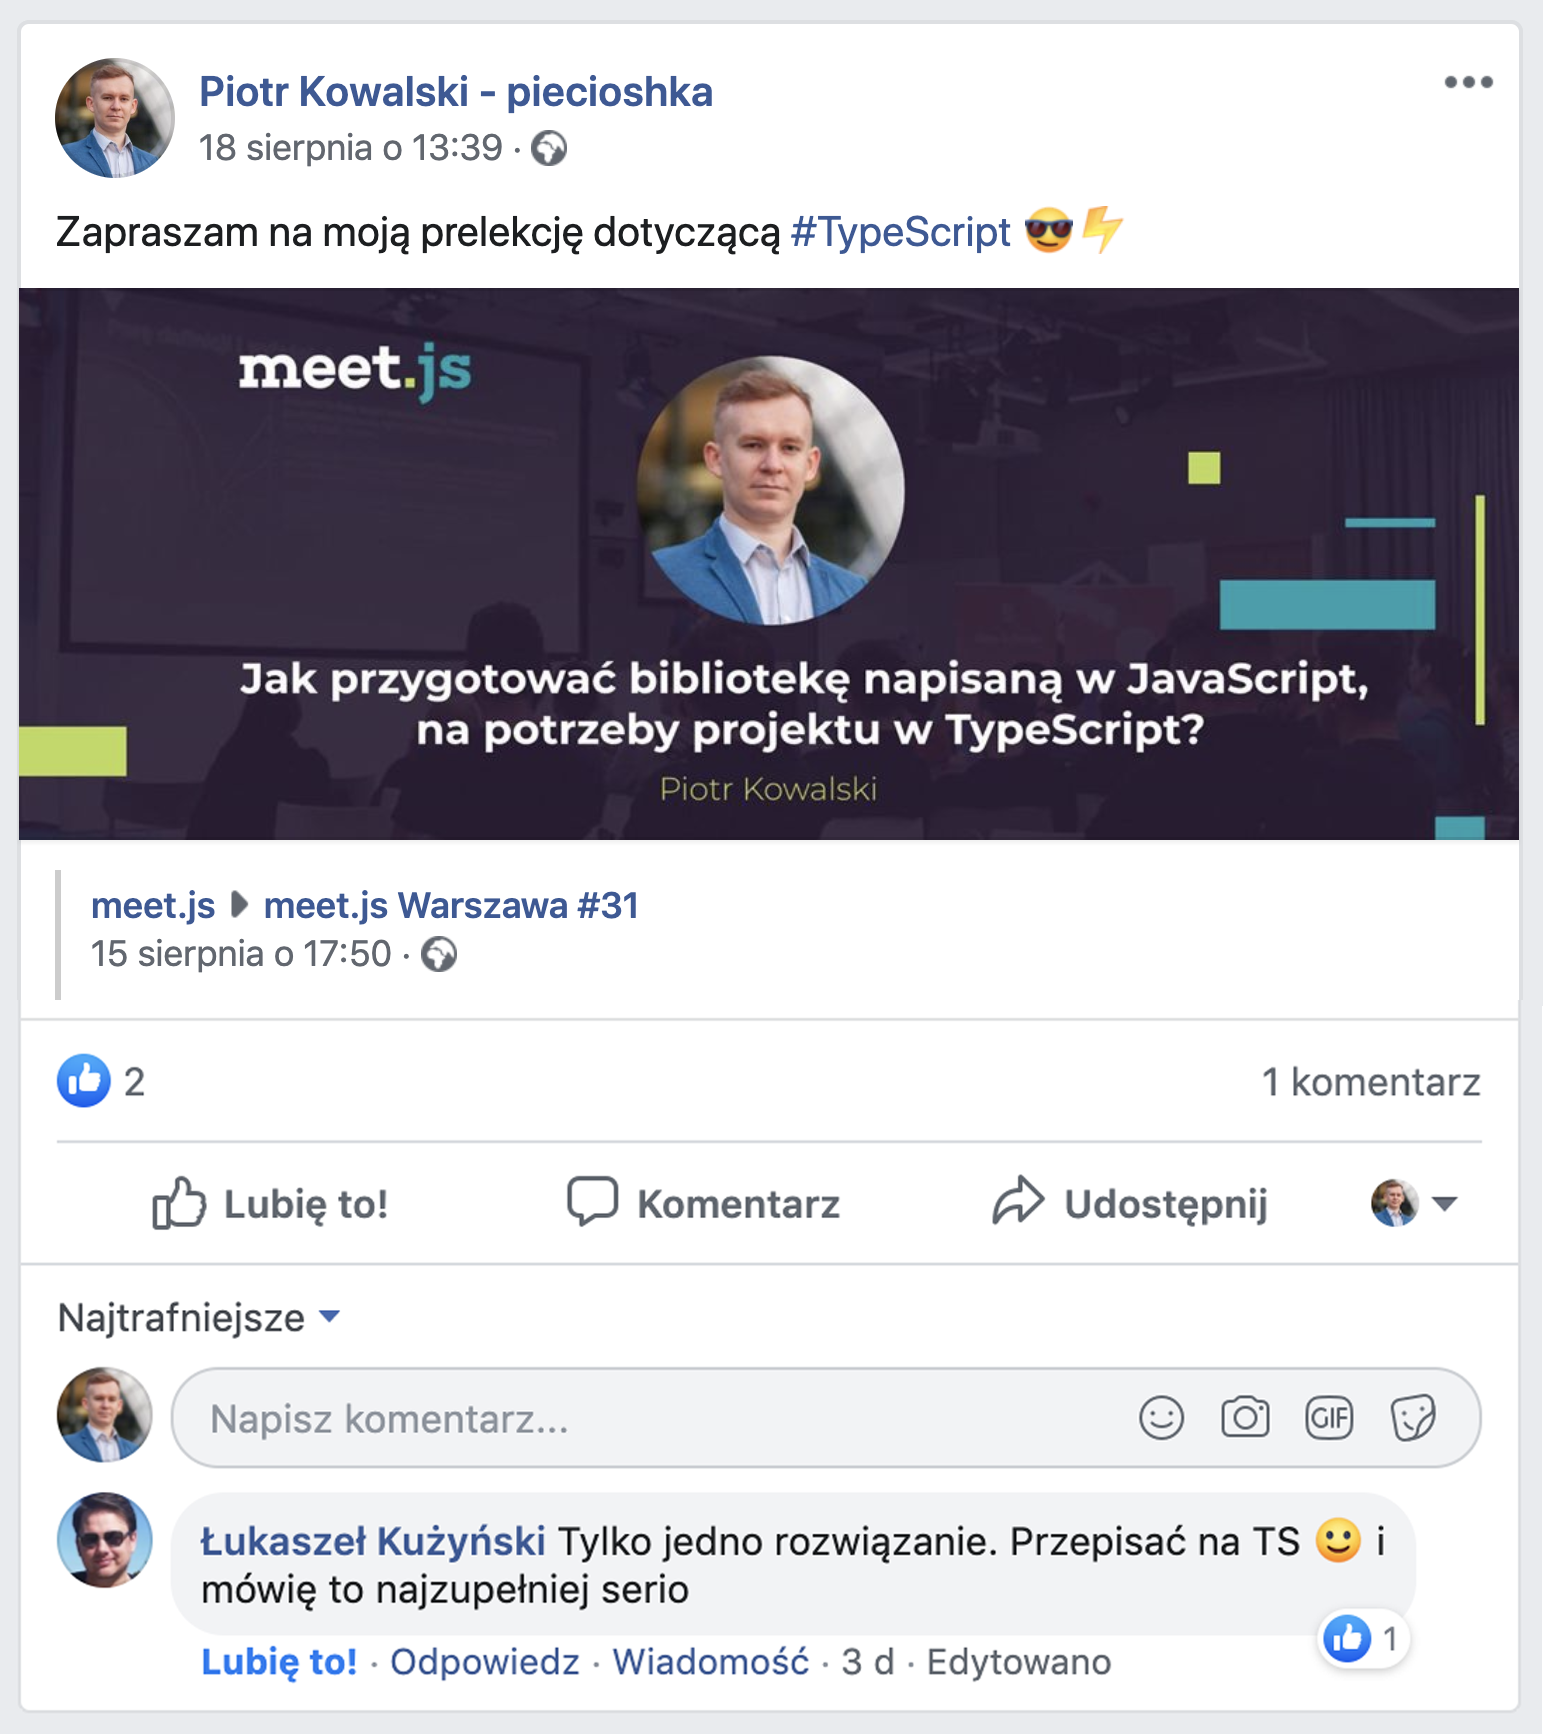 Piotr Kowalski - piecioshka
18 sierpnia o 13:39 ·
Zapraszam na moją prelekcję dotyczącą #TypeScript 😎⚡
meet.js
Jak przygotować bibliotekę napisaną w JavaScript,
na potrzeby projektu w TypeScript?
Piotr Kowalski
meet.js ▶ meet.js Warszawa #31
15 sierpnia o 17:50 ·
2
1 komentarz
Lubię to!
Komentarz
Udostępnij
Najtrafniejsze
Napisz komentarz...
GIF
Łukaszeł Kużyński Tylko jedno rozwiązanie. Przepisać na TS 🙂 i
mówię to najzupełniej serio
1
Lubię to! · Odpowiedz · Wiadomość · 3 d · Edytowano